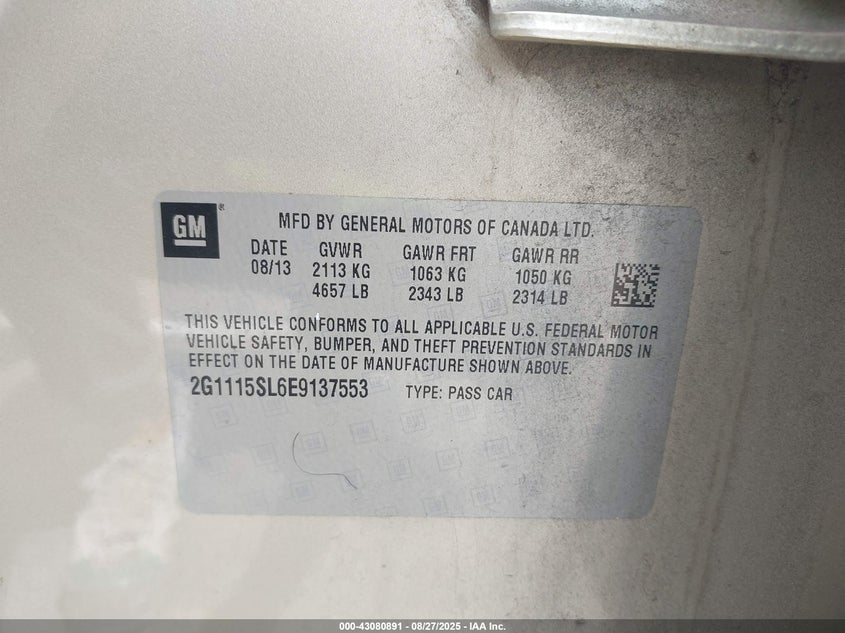 GM
MFD BY GENERAL MOTORS OF CANADA LTD.
DATE GVWR GAWR FRT GAWR RR
08/13 2113 KG 1063 KG 1050 KG
4657 LB 2343 LB 2314 LB
THIS VEHICLE CONFORMS TO ALL APPLICABLE U.S. FEDERAL MOTOR
VEHICLE SAFETY, BUMPER, AND THEFT PREVENTION STANDARDS IN
EFFECT ON THE DATE OF MANUFACTURE SHOWN ABOVE.
2G1115SL6E9137553 TYPE: PASS CAR
000-43080891 - 08/27/2025 - IAA Inc.